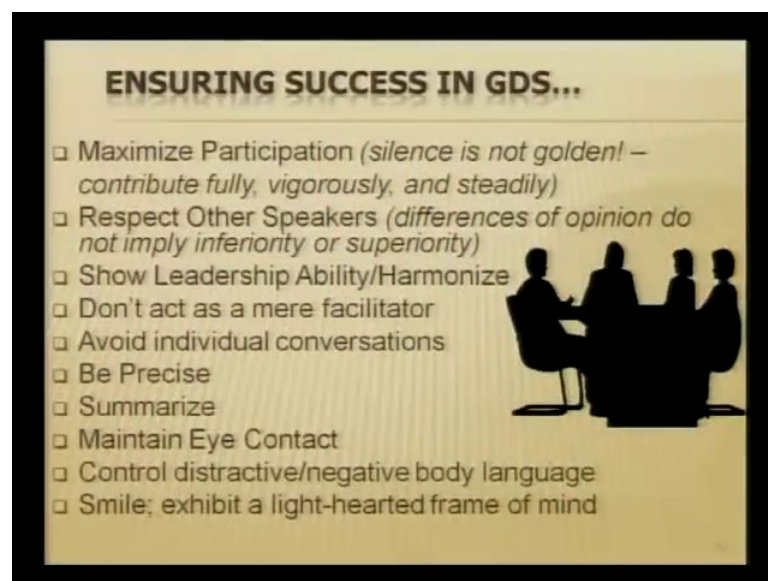 ENSURING SUCCESS IN GDS...
❑ Maximize Participation (silence is not golden! –
contribute fully, vigorously, and steadily)
❑ Respect Other Speakers (differences of opinion do
not imply inferiority or superiority)
❑ Show Leadership Ability/Harmonize
❑ Don't act as a mere facilitator
❑ Avoid individual conversations
❑ Be Precise
❑ Summarize
❑ Maintain Eye Contact
❑ Control distractive/negative body language
❑ Smile; exhibit a light-hearted frame of mind